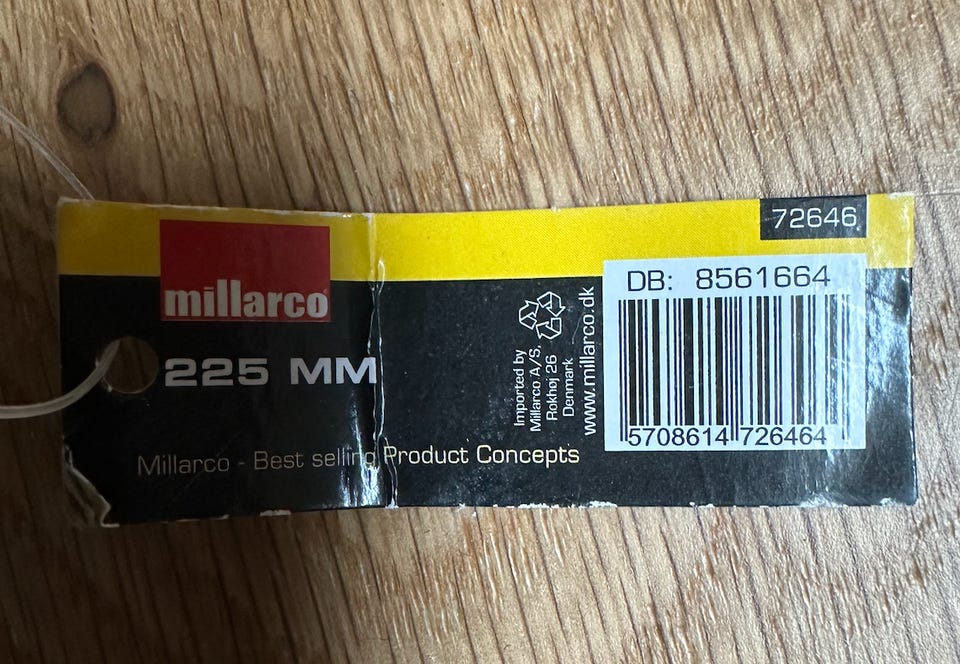 72646
millarco
DB: 8561664
225 MM
Imported by
Millarco A/S,
Rokhøj 26
Denmark
www.millarco.dk
5708614 726464
Millarco - Best selling Product Concepts